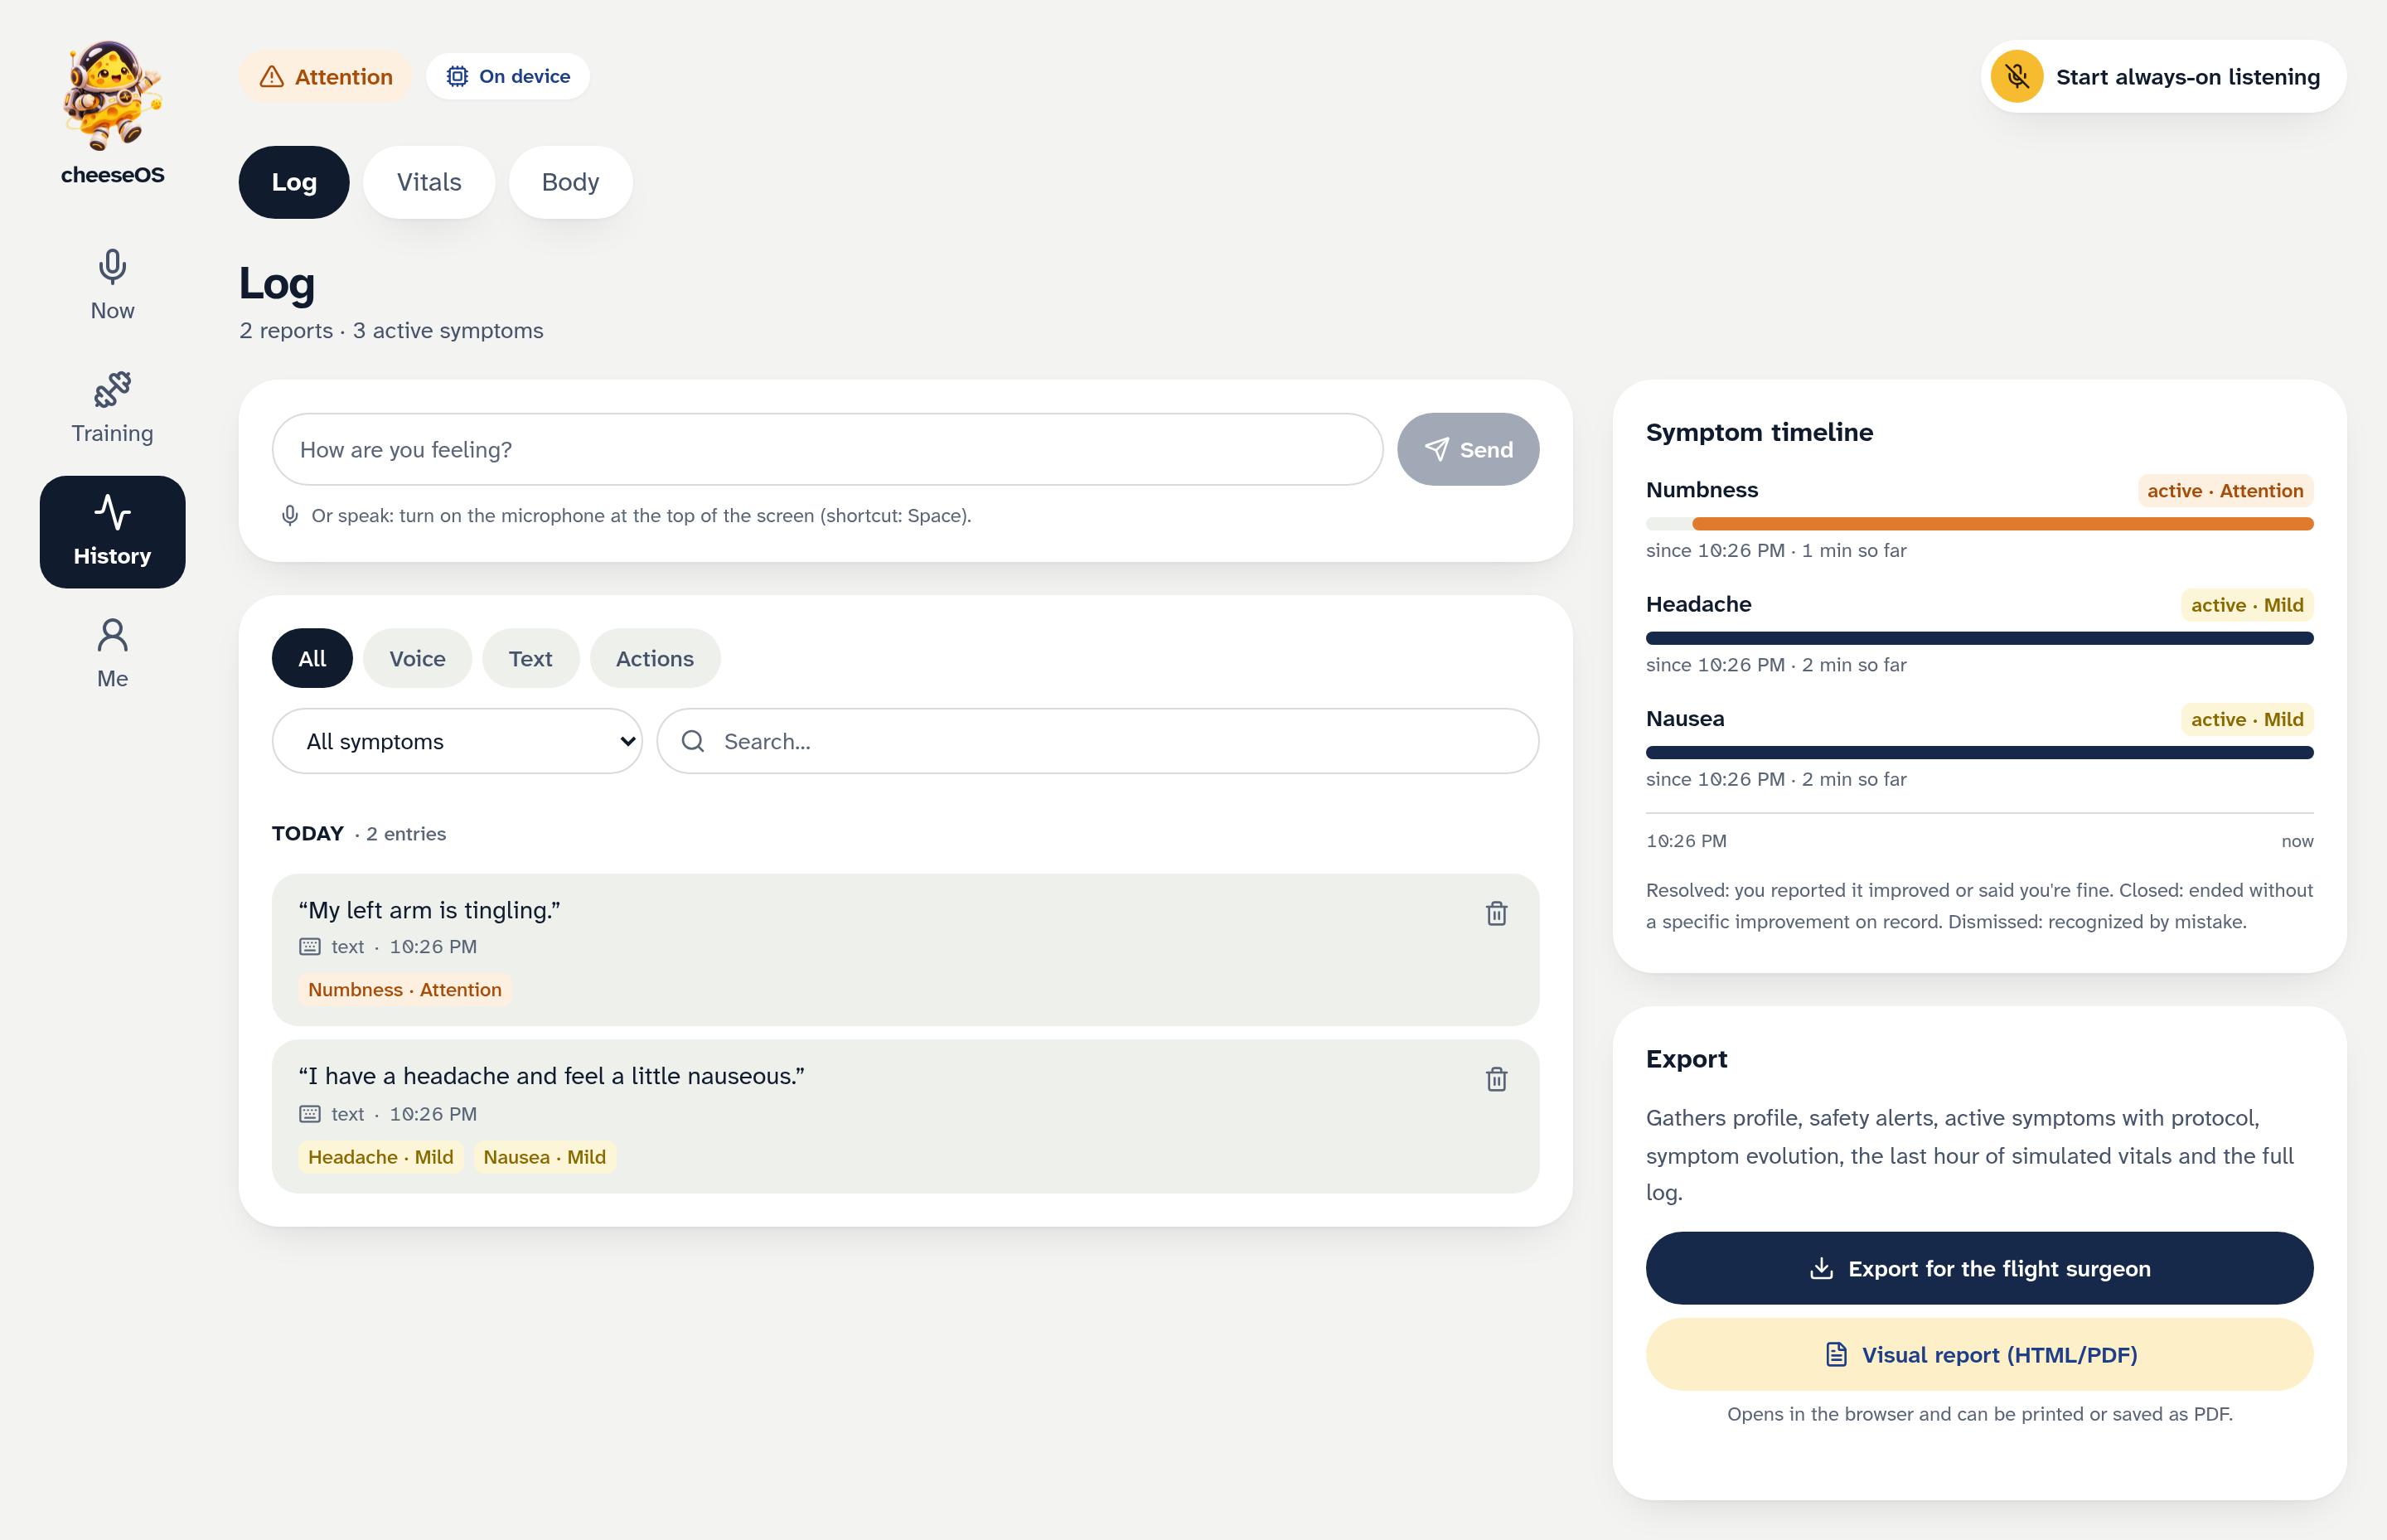 cheeseOS
Now
Training
History
Me
Attention
On device
Start always-on listening
Log
Vitals
Body
Log
2 reports · 3 active symptoms
How are you feeling?
Send
Or speak: turn on the microphone at the top of the screen (shortcut: Space).
All
Voice
Text
Actions
All symptoms
Search...
TODAY · 2 entries
“My left arm is tingling.”
text · 10:26 PM
Numbness · Attention
“I have a headache and feel a little nauseous.”
text · 10:26 PM
Headache · Mild
Nausea · Mild
Symptom timeline
Numbness
active · Attention
since 10:26 PM · 1 min so far
Headache
active · Mild
since 10:26 PM · 2 min so far
Nausea
active · Mild
since 10:26 PM · 2 min so far
10:26 PM
now
Resolved: you reported it improved or said you're fine. Closed: ended without
a specific improvement on record. Dismissed: recognized by mistake.
Export
Gathers profile, safety alerts, active symptoms with protocol,
symptom evolution, the last hour of simulated vitals and the full
log.
Export for the flight surgeon
Visual report (HTML/PDF)
Opens in the browser and can be printed or saved as PDF.